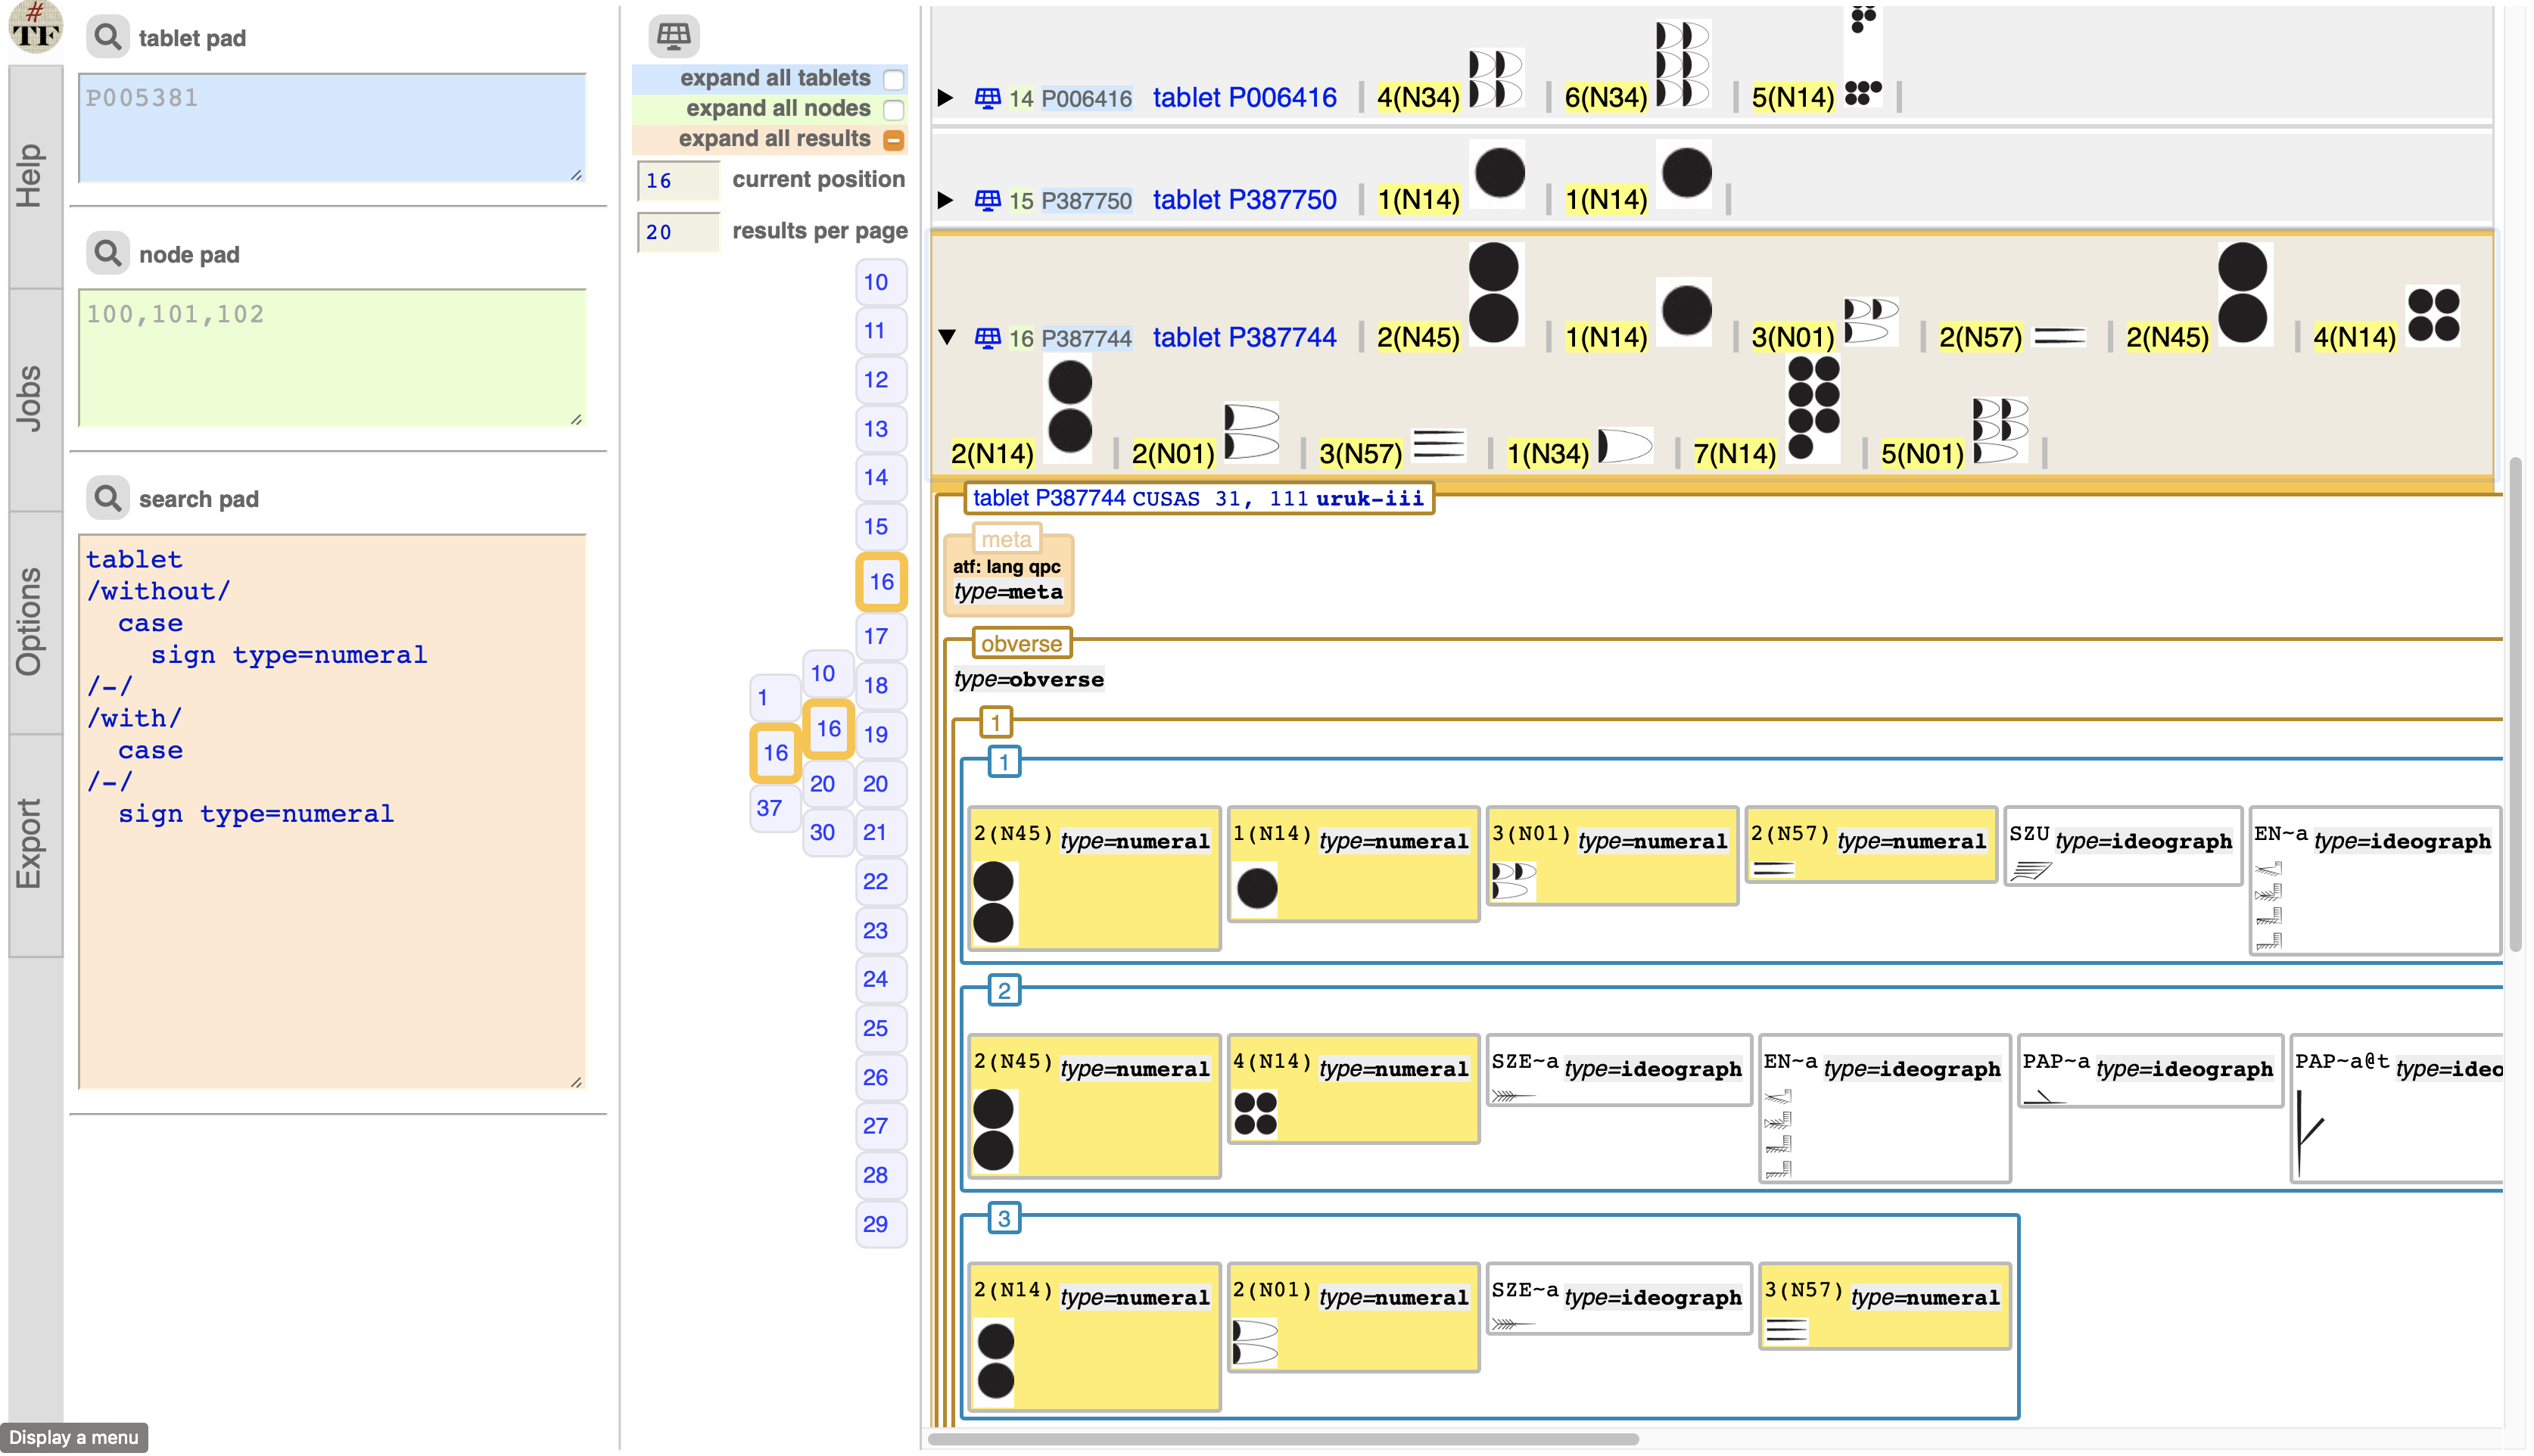 # TF
Help
Jobs
Options
Export
tablet pad
P005381
node pad
100,101,102
search pad
tablet
/without/
  case
    sign type=numeral
/-/
/with/
  case
/-/
  sign type=numeral
Display a menu
expand all tablets
expand all nodes
expand all results
16 current position
20 results per page
1
16
37
10
16
20
30
10
11
12
13
14
15
16
17
18
19
20
21
22
23
24
25
26
27
28
29
14 P006416 tablet P006416 | 4(N34) | 6(N34) | 5(N14) |
15 P387750 tablet P387750 | 1(N14) | 1(N14) |
16 P387744 tablet P387744 | 2(N45) | 1(N14) | 3(N01) | 2(N57) | 2(N45) | 4(N14)
2(N14) | 2(N01) | 3(N57) | 1(N34) | 7(N14) | 5(N01) |
tablet P387744 CUSAS 31, 111 uruk-iii
meta
atf: lang qpc
type=meta
obverse
type=obverse
1
1
2(N45) type=numeral 1(N14) type=numeral 3(N01) type=numeral 2(N57) type=numeral SZU type=ideograph EN~a type=ideograph
2
2(N45) type=numeral 4(N14) type=numeral SZE~a type=ideograph EN~a type=ideograph PAP~a type=ideograph PAP~a@t type=ideo
3
2(N14) type=numeral 2(N01) type=numeral SZE~a type=ideograph 3(N57) type=numeral